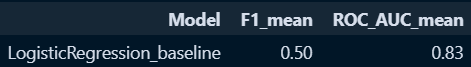 Model F1_mean ROC_AUC_mean
LogisticRegression_baseline 0.50 0.83